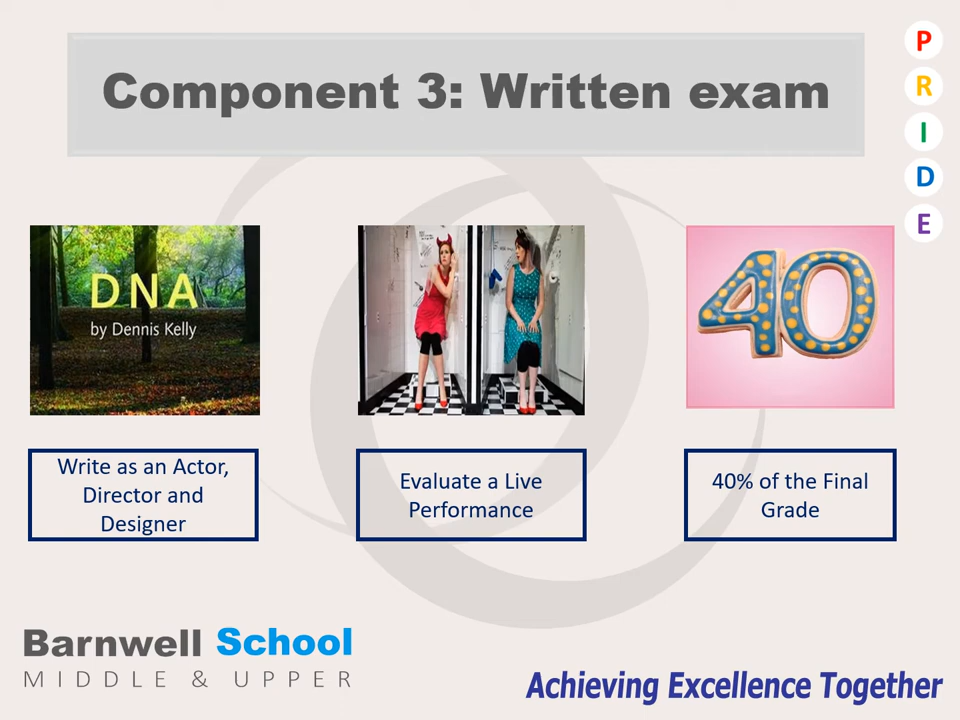 Component 3: Written exam
P
R
I
D
E
DNA
by Dennis Kelly
40
Write as an Actor,
Director and
Designer
Evaluate a Live
Performance
40% of the Final
Grade
Barnwell School
MIDDLE & UPPER
Achieving Excellence Together